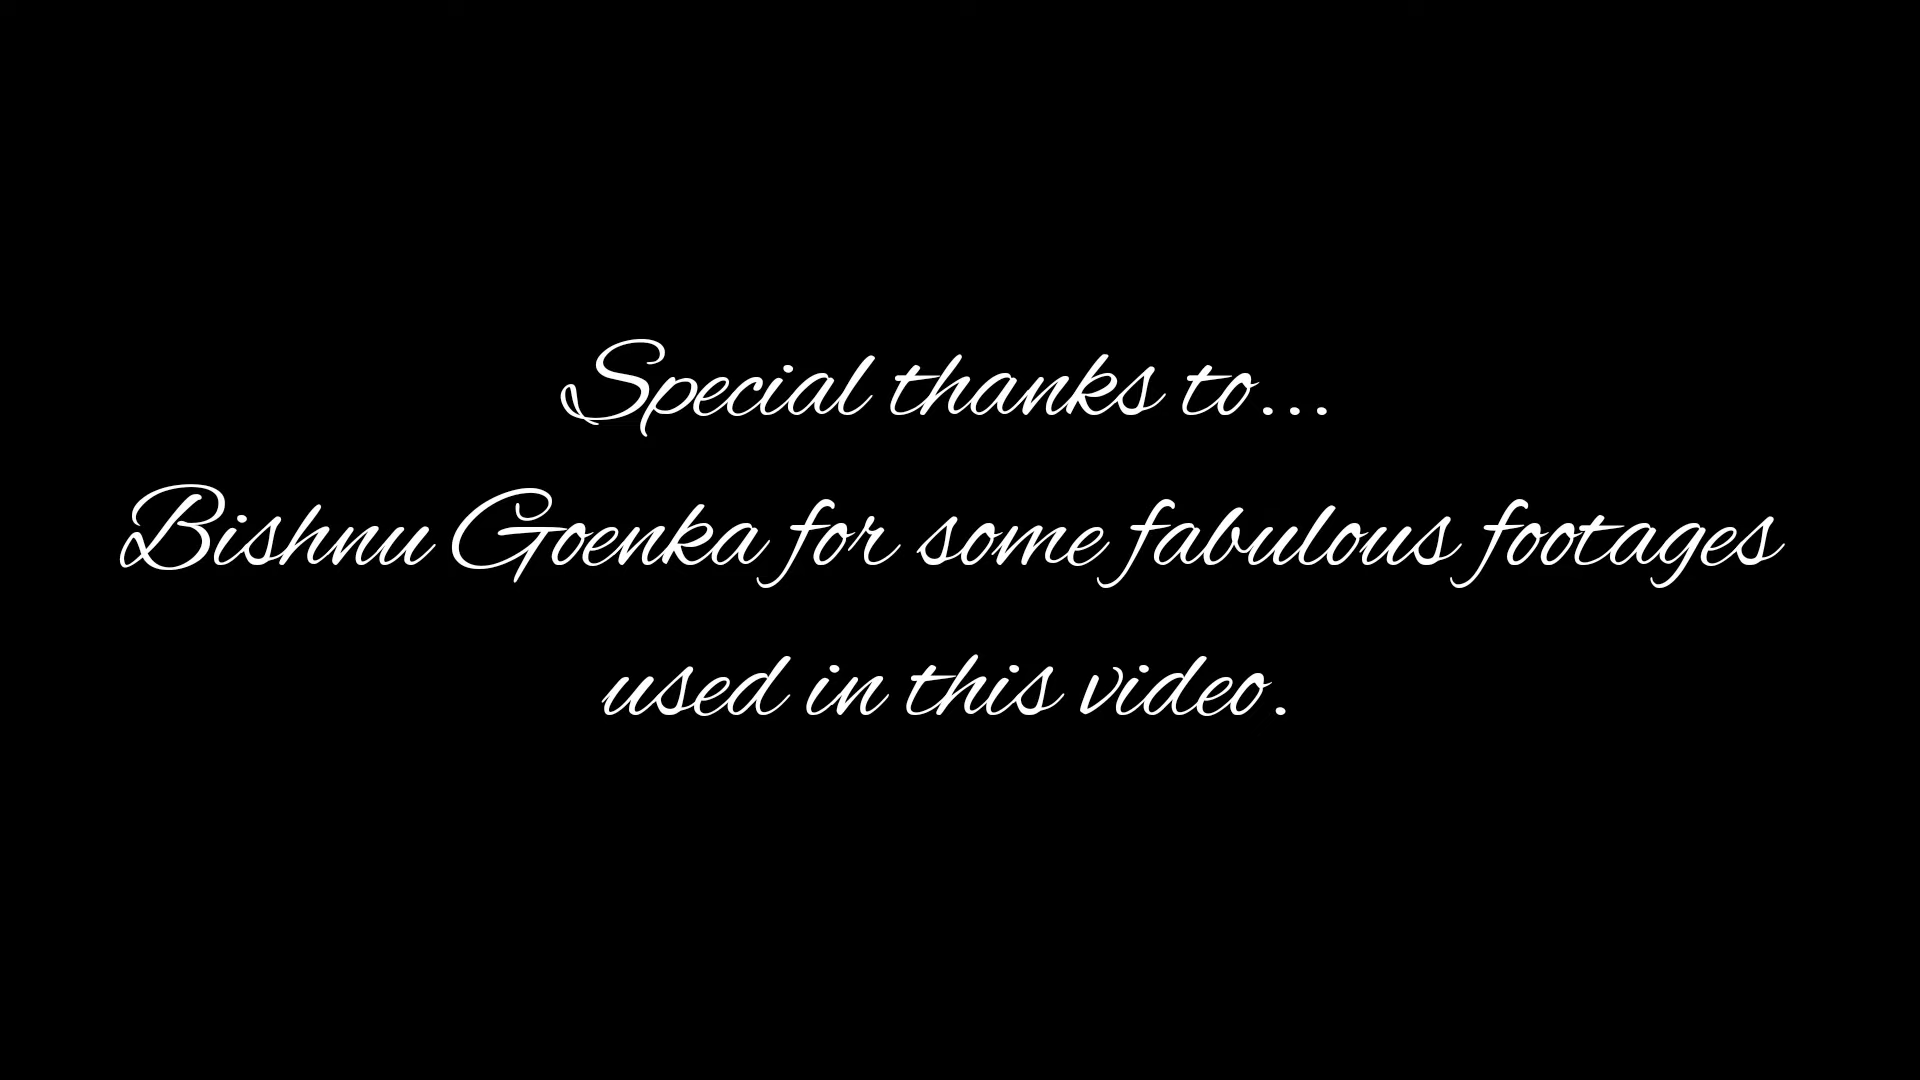 Special thanks to...
Bishnu Goenka for some fabulous footages
used in this video.